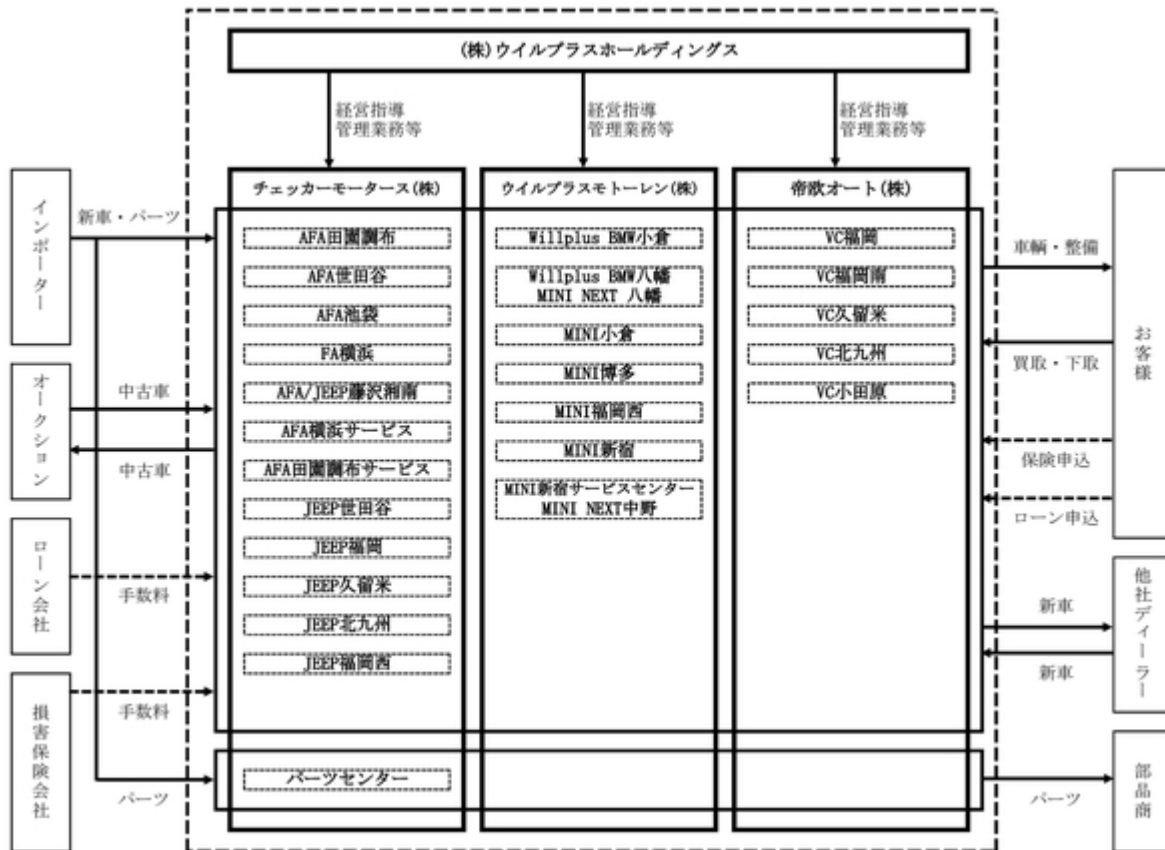 (株)ウイルプラスホールディングス
経営指導
管理業務等
経営指導
管理業務等
経営指導
管理業務等
チェッカーモータース(株)
ウイルプラスモトーレン(株)
帝欧オート(株)
インポーター
新車・パーツ
オークション
中古車
中古車
ローン会社
手数料
損害保険会社
手数料
パーツ
AFA田園調布
AFA世田谷
AFA池袋
FA横浜
AFA/JEEP藤沢湘南
AFA横浜サービス
AFA田園調布サービス
JEEP世田谷
JEEP福岡
JEEP久留米
JEEP北九州
JEEP福岡西
パーツセンター
Willplus BMW小倉
Willplus BMW八幡
MINI NEXT 八幡
MINI小倉
MINI博多
MINI福岡西
MINI新宿
MINI新宿サービスセンター
MINI NEXT中野
VC福岡
VC福岡南
VC久留米
VC北九州
VC小田原
車輌・整備
買取・下取
保険申込
ローン申込
お客様
新車
新車
他社ディーラー
パーツ
部品商